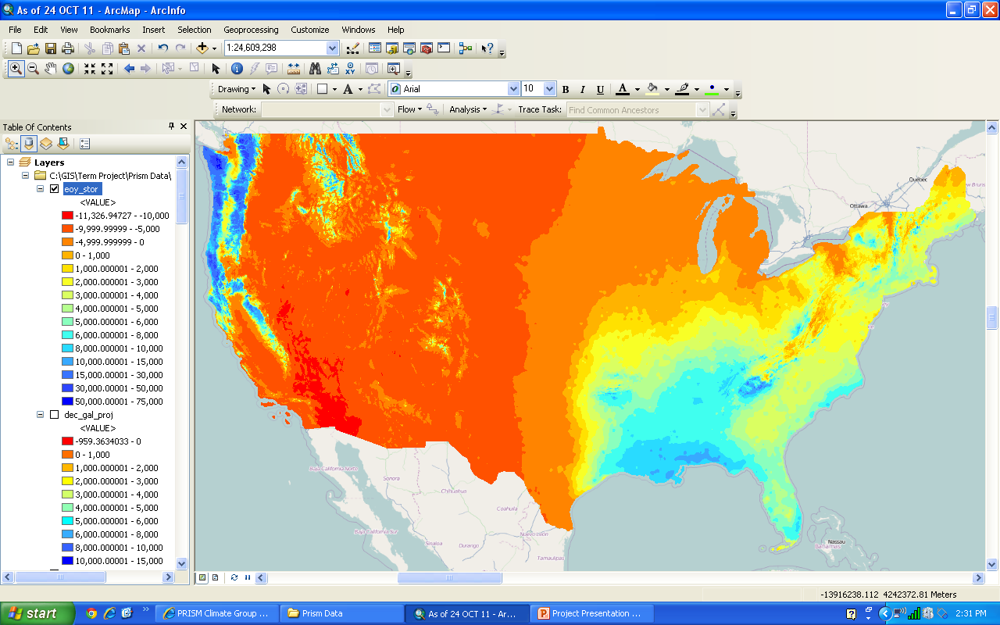 As of 24 OCT 11 - ArcMap - ArcInfo
File Edit View Bookmarks Insert Selection Geoprocessing Customize Windows Help
1:24,609,298
Drawing Arial 10 B I U A
Network: Flow Analysis Trace Task: Find Common Ancestors
Table Of Contents
Layers
C:\GIS\Term Project\Prism Data\
eoy_stor
<VALUE>
-11,326.94727 - -10,000
-9,999.99999 - -5,000
-4,999.999999 - 0
0 - 1,000
1,000.000001 - 2,000
2,000.000001 - 3,000
3,000.000001 - 4,000
4,000.000001 - 5,000
5,000.000001 - 6,000
6,000.000001 - 8,000
8,000.000001 - 10,000
10,000.00001 - 15,000
15,000.00001 - 30,000
30,000.00001 - 50,000
50,000.00001 - 75,000
dec_gal_proj
<VALUE>
-959.3634033 - 0
0 - 1,000
1,000.000001 - 2,000
2,000.000001 - 3,000
3,000.000001 - 4,000
4,000.000001 - 5,000
5,000.000001 - 6,000
6,000.000001 - 8,000
8,000.000001 - 10,000
10,000.00001 - 15,000
Québec
New Brunswick
Ottawa
Baja California Norte
Sonora
Chihuahua
Coahuila
Baja California Sur
Sinaloa
Durango
Nuevo León
Tamaulipas
Nassau
Bahamas
-13916238.112 4242372.81 Meters
start
PRISM Climate Group ...
Prism Data
As of 24 OCT 11 - Ar...
Project Presentation ...
2:31 PM